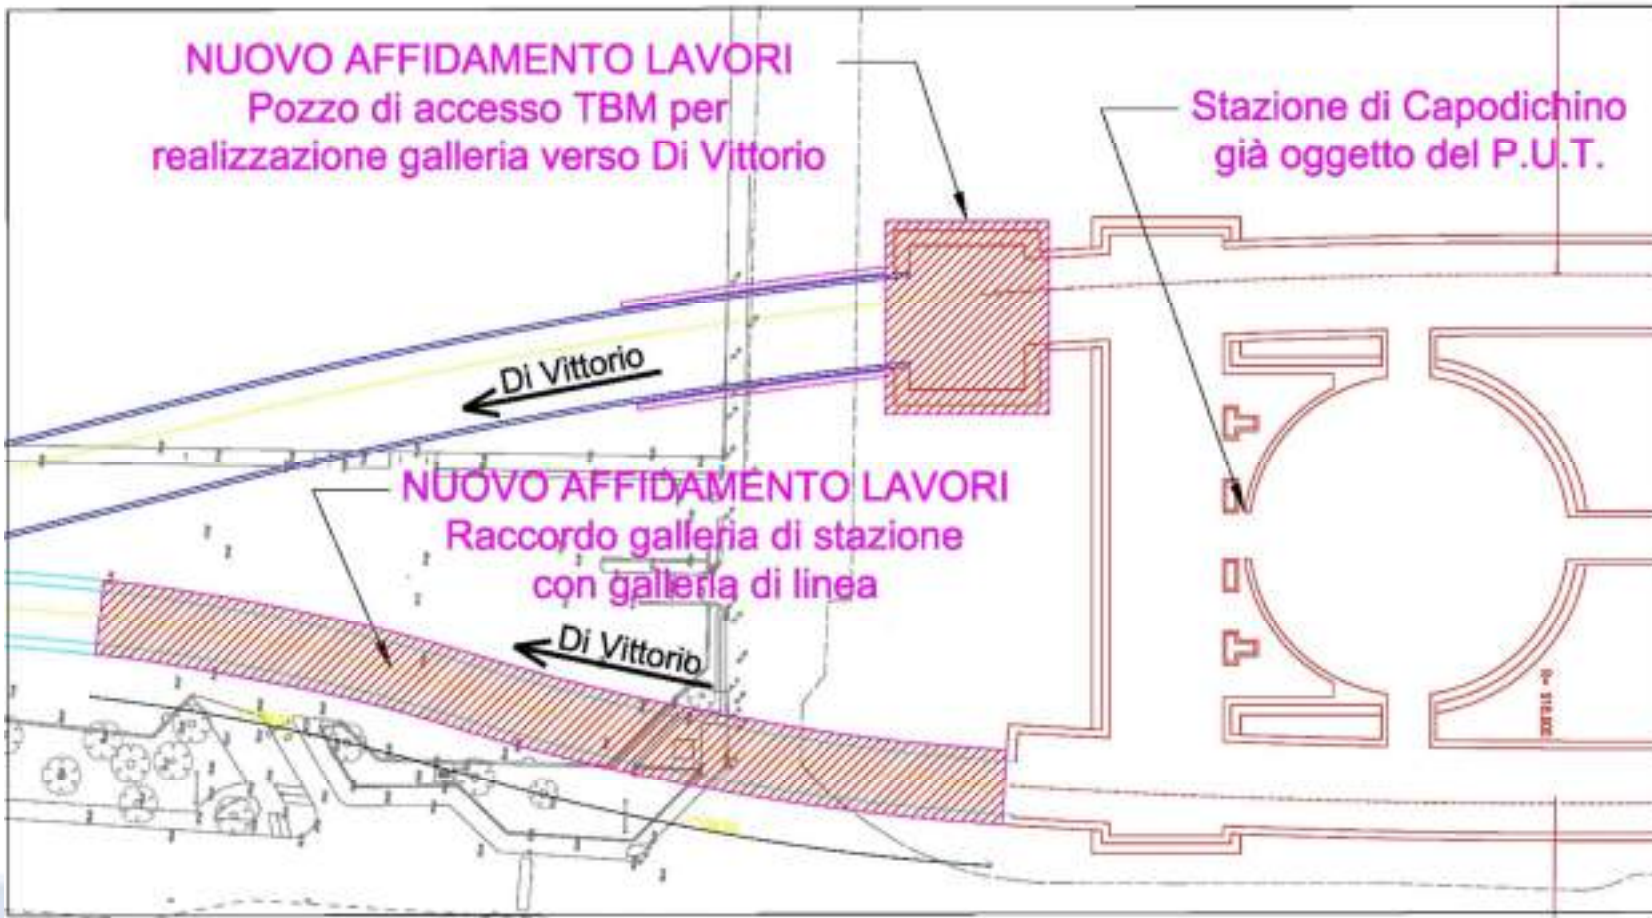 NUOVO AFFIDAMENTO LAVORI
Pozzo di accesso TBM per
realizzazione galleria verso Di Vittorio
Stazione di Capodichino
già oggetto del P.U.T.
Di Vittorio
NUOVO AFFIDAMENTO LAVORI
Raccordo galleria di stazione
con galleria di linea
Di Vittorio